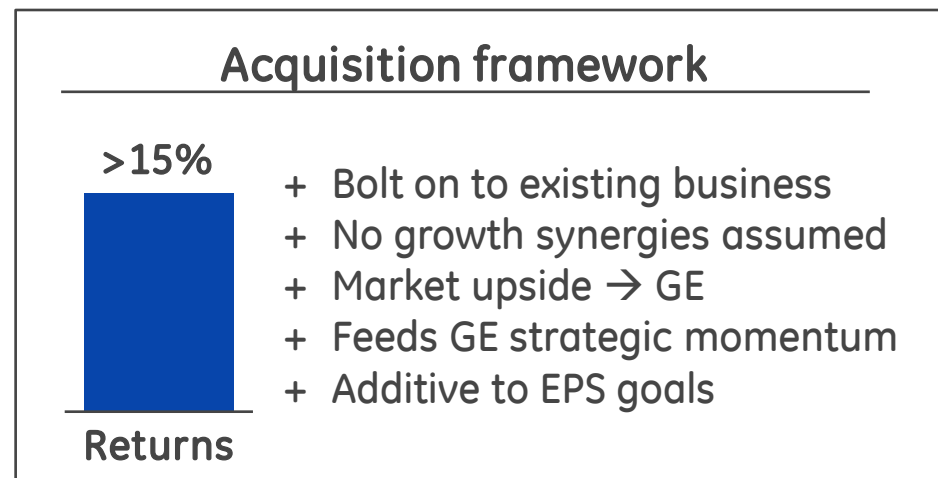 Acquisition framework
>15%
+ Bolt on to existing business
+ No growth synergies assumed
+ Market upside → GE
+ Feeds GE strategic momentum
+ Additive to EPS goals
Returns